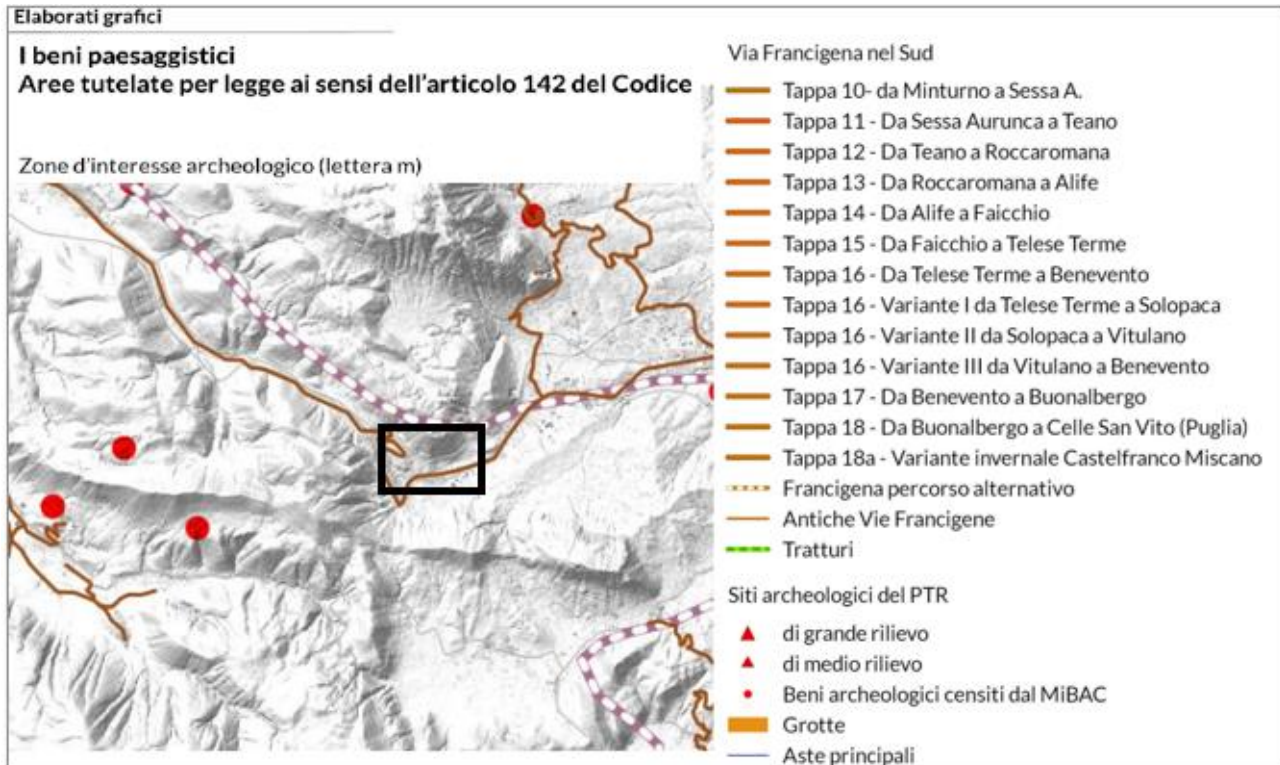 Elaborati grafici
I beni paesaggistici
Aree tutelate per legge ai sensi dell'articolo 142 del Codice
Zone d'interesse archeologico (lettera m)
Via Francigena nel Sud
Tappa 10- da Minturno a Sessa A.
Tappa 11 - Da Sessa Aurunca a Teano
Tappa 12 - Da Teano a Roccaromana
Tappa 13 - Da Roccaromana a Alife
Tappa 14 - Da Alife a Faicchio
Tappa 15 - Da Faicchio a Telese Terme
Tappa 16 - Da Telese Terme a Benevento
Tappa 16 - Variante I da Telese Terme a Solopaca
Tappa 16 - Variante II da Solopaca a Vitulano
Tappa 16 - Variante III da Vitulano a Benevento
Tappa 17 - Da Benevento a Buonalbergo
Tappa 18 - Da Buonalbergo a Celle San Vito (Puglia)
Tappa 18a - Variante invernale Castelfranco Miscano
Francigena percorso alternativo
Antiche Vie Francigene
Tratturi
Siti archeologici del PTR
di grande rilievo
di medio rilievo
Beni archeologici censiti dal MiBAC
Grotte
Aste principali